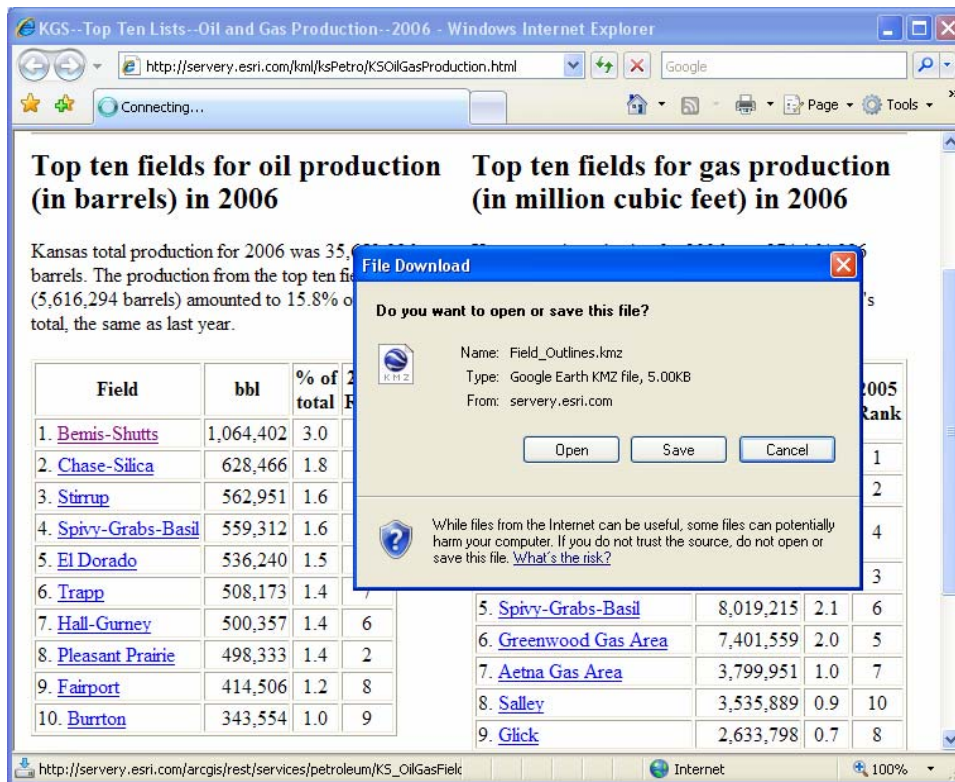 KGS--Top Ten Lists--Oil and Gas Production--2006 - Windows Internet Explorer
http://servery.esri.com/kml/ksPetro/KSOilGasProduction.html
Google
Connecting...
Page
Tools
Top ten fields for oil production
(in barrels) in 2006
Kansas total production for 2006 was
barrels. The production from the top ten
(5,616,294 barrels) amounted to 15.8%
total, the same as last year.
Field bbl % of total
1. Bemis-Shutts 1,064,402 3.0
2. Chase-Silica 628,466 1.8
3. Stirrup 562,951 1.6
4. Spivy-Grabs-Basil 559,312 1.6
5. El Dorado 536,240 1.5
6. Trapp 508,173 1.4 7
7. Hall-Gurney 500,357 1.4 6
8. Pleasant Prairie 498,333 1.4 2
9. Fairport 414,506 1.2 8
10. Burrton 343,554 1.0 9
Top ten fields for gas production
(in million cubic feet) in 2006
2005 Rank
1
2
4
3
5. Spivy-Grabs-Basil 8,019,215 2.1 6
6. Greenwood Gas Area 7,401,559 2.0 5
7. Aetna Gas Area 3,799,951 1.0 7
8. Salley 3,535,889 0.9 10
9. Glick 2,633,798 0.7 8
File Download
Do you want to open or save this file?
KMZ
Name: Field_Outlines.kmz
Type: Google Earth KMZ file, 5.00KB
From: servery.esri.com
Open Save Cancel
While files from the Internet can be useful, some files can potentially
harm your computer. If you do not trust the source, do not open or
save this file. What's the risk?
http://servery.esri.com/arcgis/rest/services/petroleum/KS_OilGasField
Internet
100%